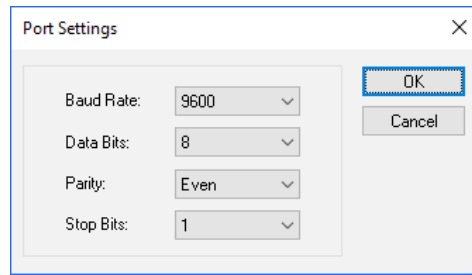 Port Settings
OK
Baud Rate: 9600
Cancel
Data Bits: 8
Parity: Even
Stop Bits: 1